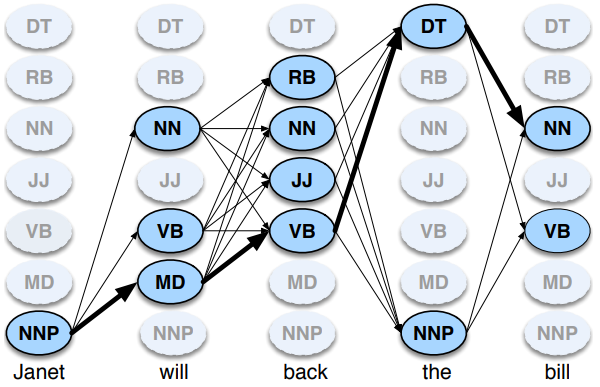 DT DT DT DT DT
RB RB RB RB RB
NN NN NN NN NN
JJ JJ JJ JJ JJ
VB VB VB VB VB
MD MD MD MD MD
NNP NNP NNP NNP NNP
Janet will back the bill